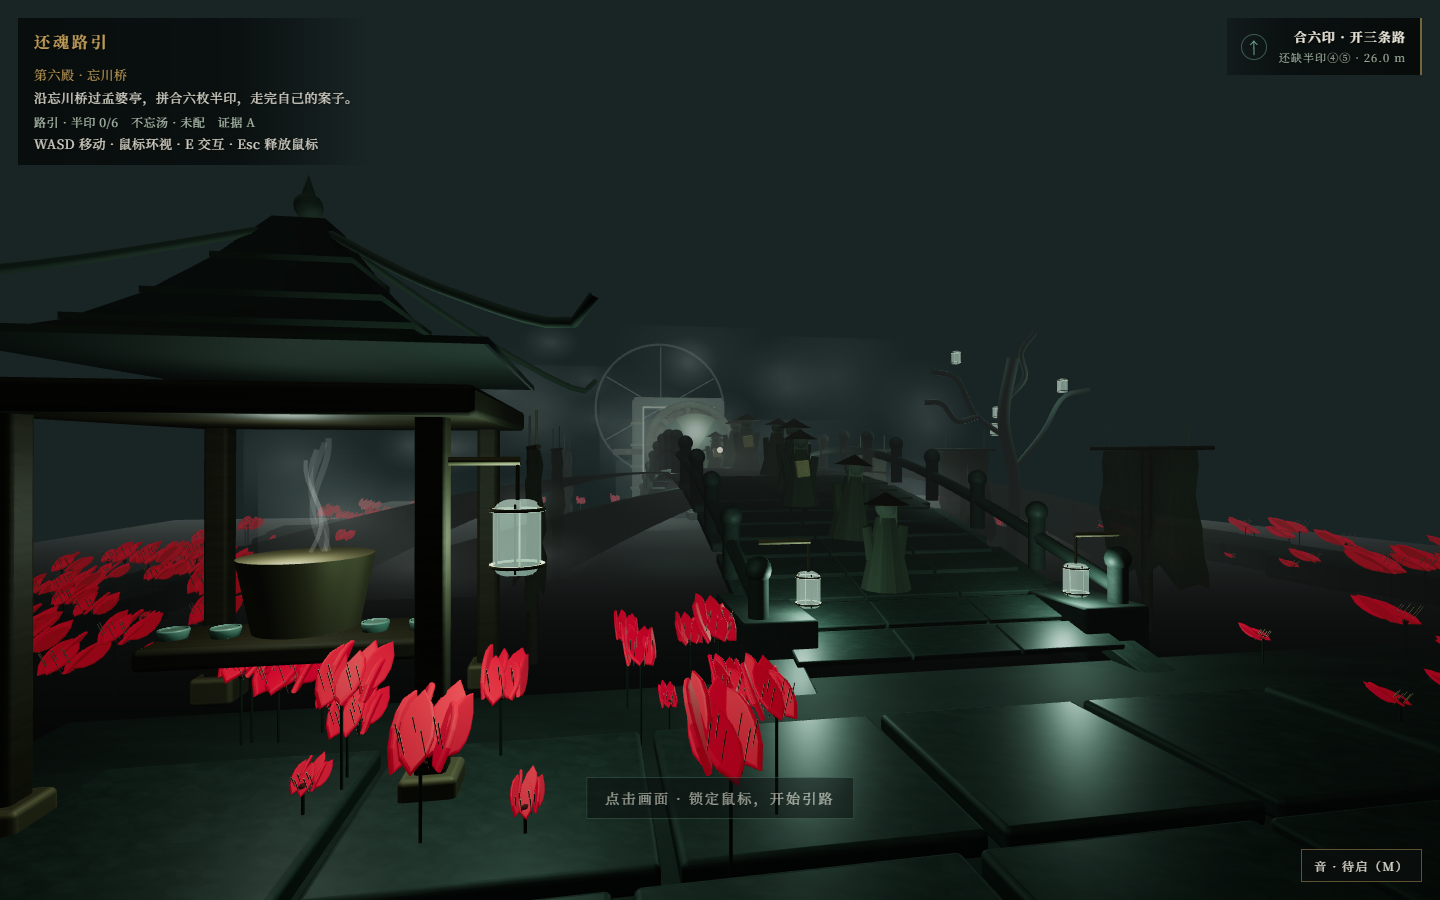 还魂路引
第六殿 · 忘川桥
沿忘川桥过孟婆亭，拼合六枚半印，走完自己的案子。
路引 · 半印 0/6 不忘汤 · 未配 证据 A
WASD 移动 · 鼠标环视 · E 交互 · Esc 释放鼠标
合六印 · 开三条路
还缺半印④⑤ · 26.0 m
点击画面 · 锁定鼠标，开始引路
音 · 待启（M）